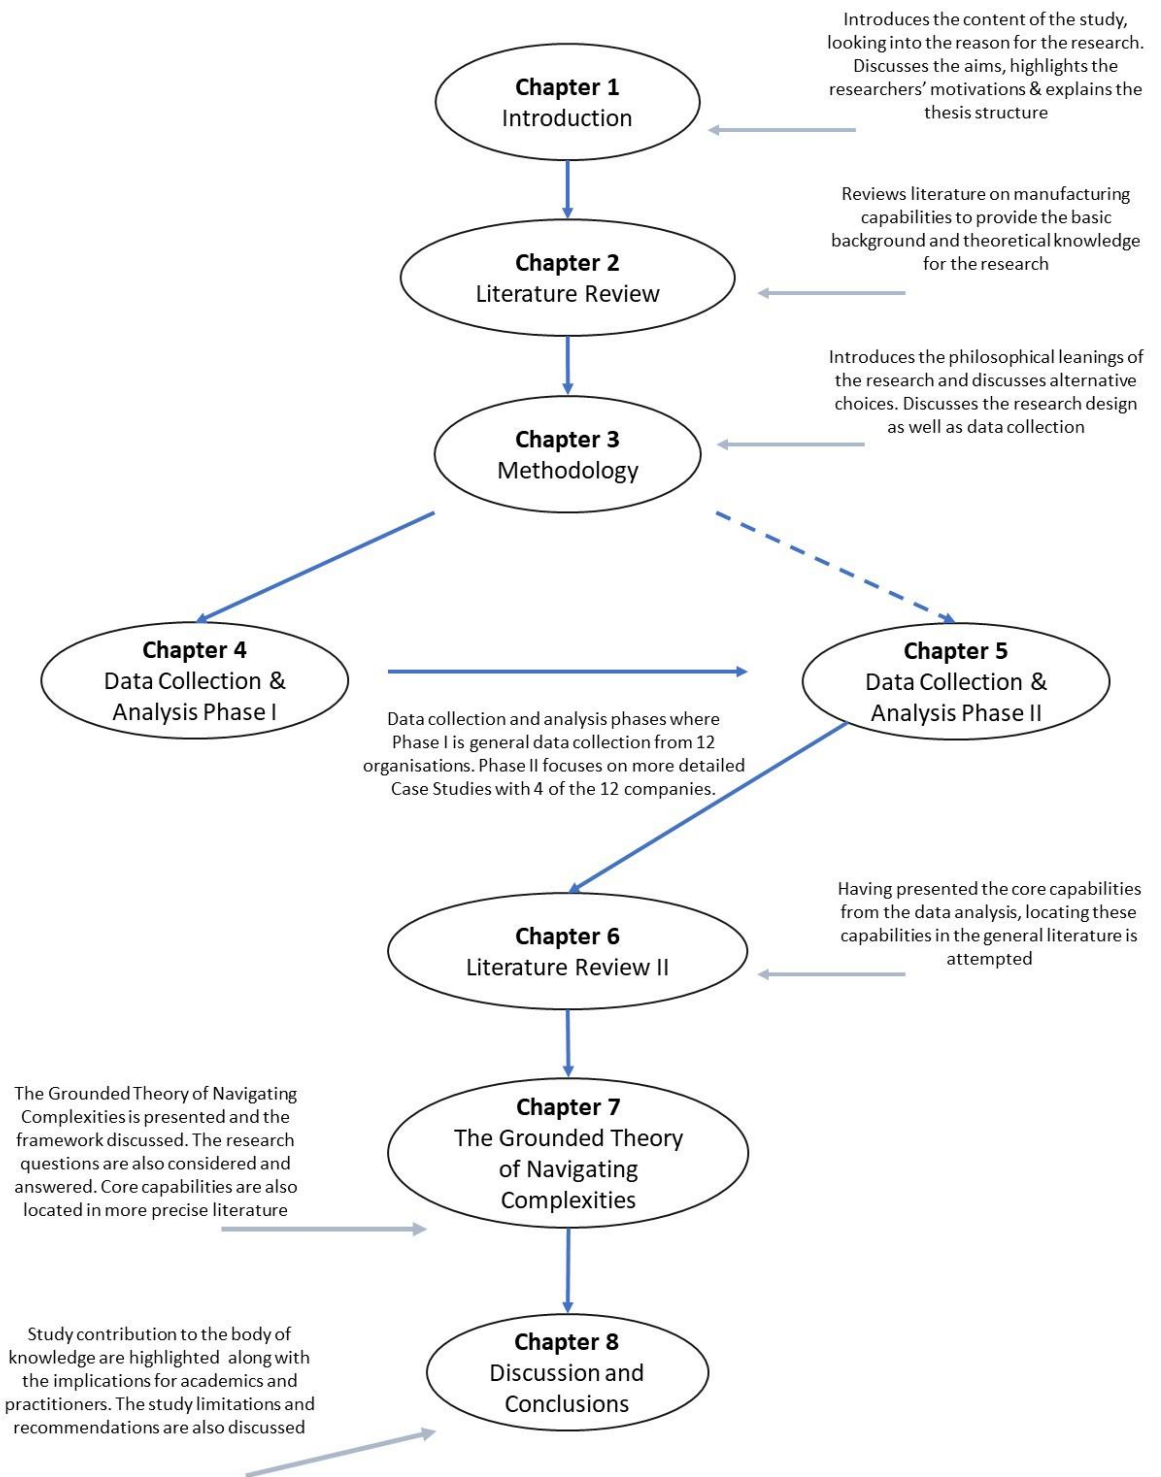 Introduces the content of the study,
looking into the reason for the research.
Discusses the aims, highlights the
researchers' motivations & explains the
thesis structure
Chapter 1
Introduction
Reviews literature on manufacturing
capabilities to provide the basic
background and theoretical knowledge
for the research
Chapter 2
Literature Review
Introduces the philosophical leanings of
the research and discusses alternative
choices. Discusses the research design
as well as data collection
Chapter 3
Methodology
Chapter 4
Data Collection &
Analysis Phase I
Chapter 5
Data Collection &
Analysis Phase II
Data collection and analysis phases where
Phase I is general data collection from 12
organisations. Phase II focuses on more detailed
Case Studies with 4 of the 12 companies.
Having presented the core capabilities
from the data analysis, locating these
capabilities in the general literature is
attempted
Chapter 6
Literature Review II
The Grounded Theory of Navigating
Complexities is presented and the
framework discussed. The research
questions are also considered and
answered. Core capabilities are also
located in more precise literature
Chapter 7
The Grounded Theory
of Navigating
Complexities
Study contribution to the body of
knowledge are highlighted along with
the implications for academics and
practitioners. The study limitations and
recommendations are also discussed
Chapter 8
Discussion and
Conclusions